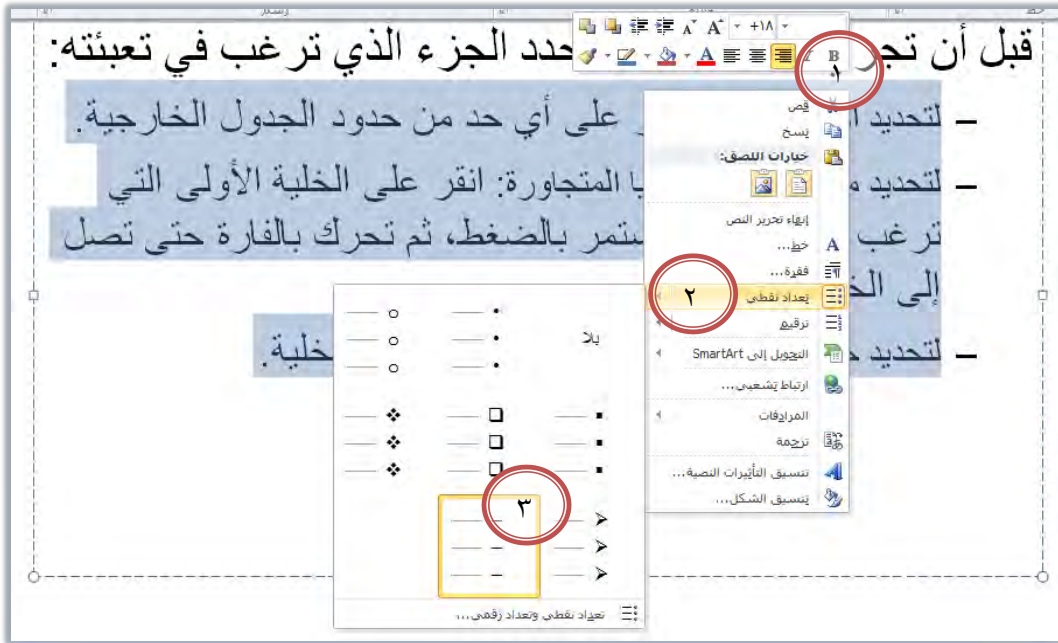 +١٨
قبل أن تجر حدد الجزء الذي ترغب في تعبئته:
B
١
– لتحديد على أي حد من حدود الجدول الخارجية.
– لتحديد المتجاورة: انقر على الخلية الأولى التي
ترغب بالضغط، ثم تحرك بالفارة حتى تصل
إلى
– لتحديد
قص
نسخ
خيارات اللصق:
إنهاء تحرير النص
خط...
فقرة...
تعداد نقطي
٢
ترقيم
التحويل إلى SmartArt
ارتباط تشعبي...
المرادفات
ترجمة
تنسيق التأثيرات النصية...
تنسيق الشكل...
بلا
٣
تعداد نقطي وتعداد رقمي...